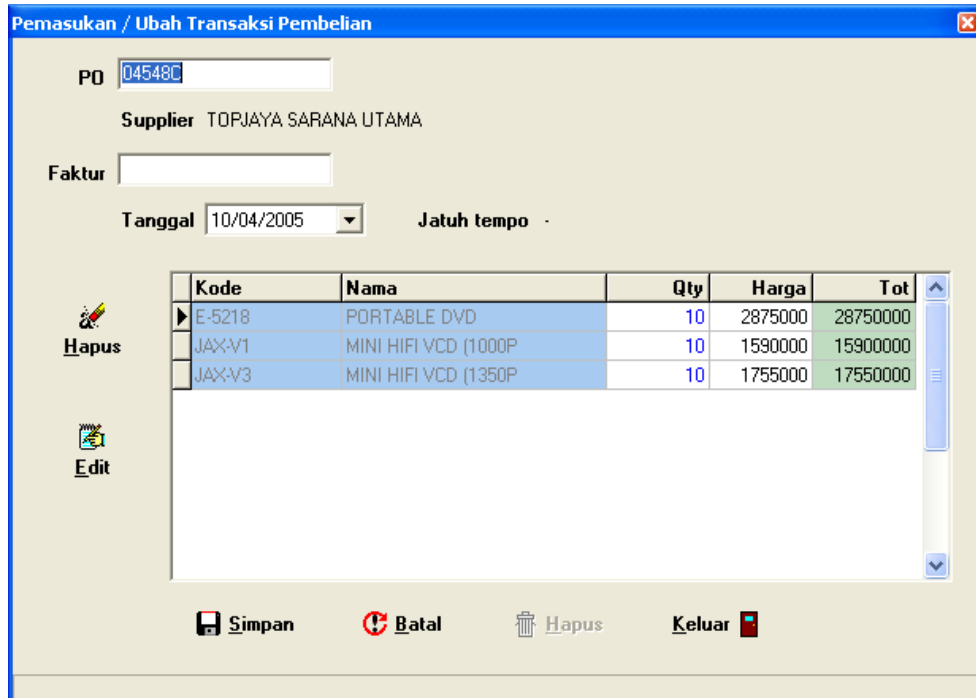 Pemasukan / Ubah Transaksi Pembelian
PO 04548C
Supplier TOPJAYA SARANA UTAMA
Faktur
Tanggal 10/04/2005 Jatuh tempo -
Kode Nama Qty Harga Tot
E-5218 PORTABLE DVD 10 2875000 28750000
JAX-V1 MINI HIFI VCD (1000P 10 1590000 15900000
JAX-V3 MINI HIFI VCD (1350P 10 1755000 17550000
Hapus
Edit
Simpan Batal Hapus Keluar